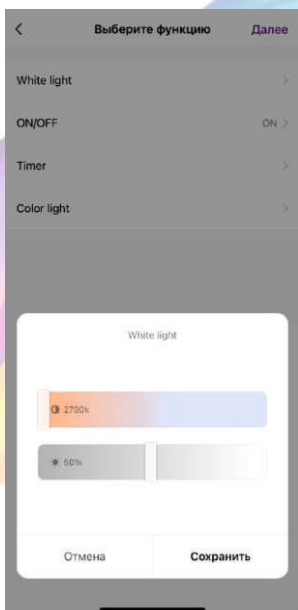 Выберите функцию Далее
White light
ON/OFF ON
Timer
Color light
White light
2700k
50%
Отмена Сохранить